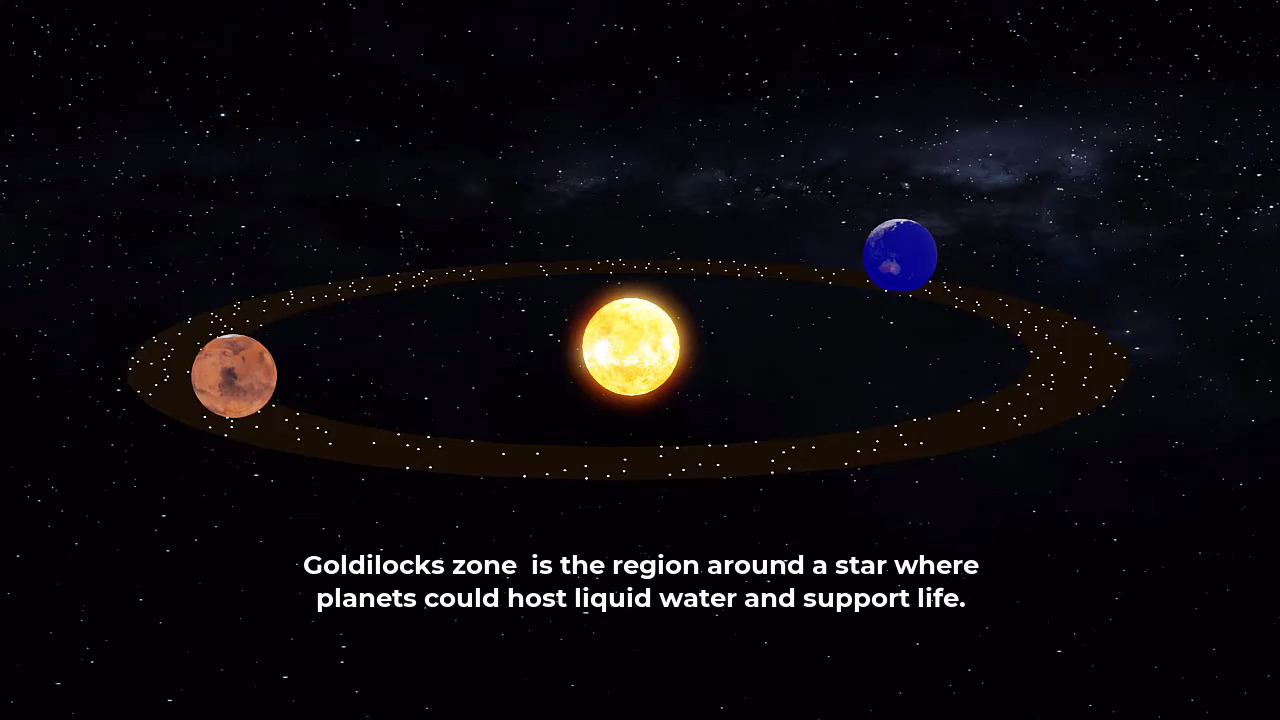 Goldilocks zone  is the region around a star where
planets could host liquid water and support life.